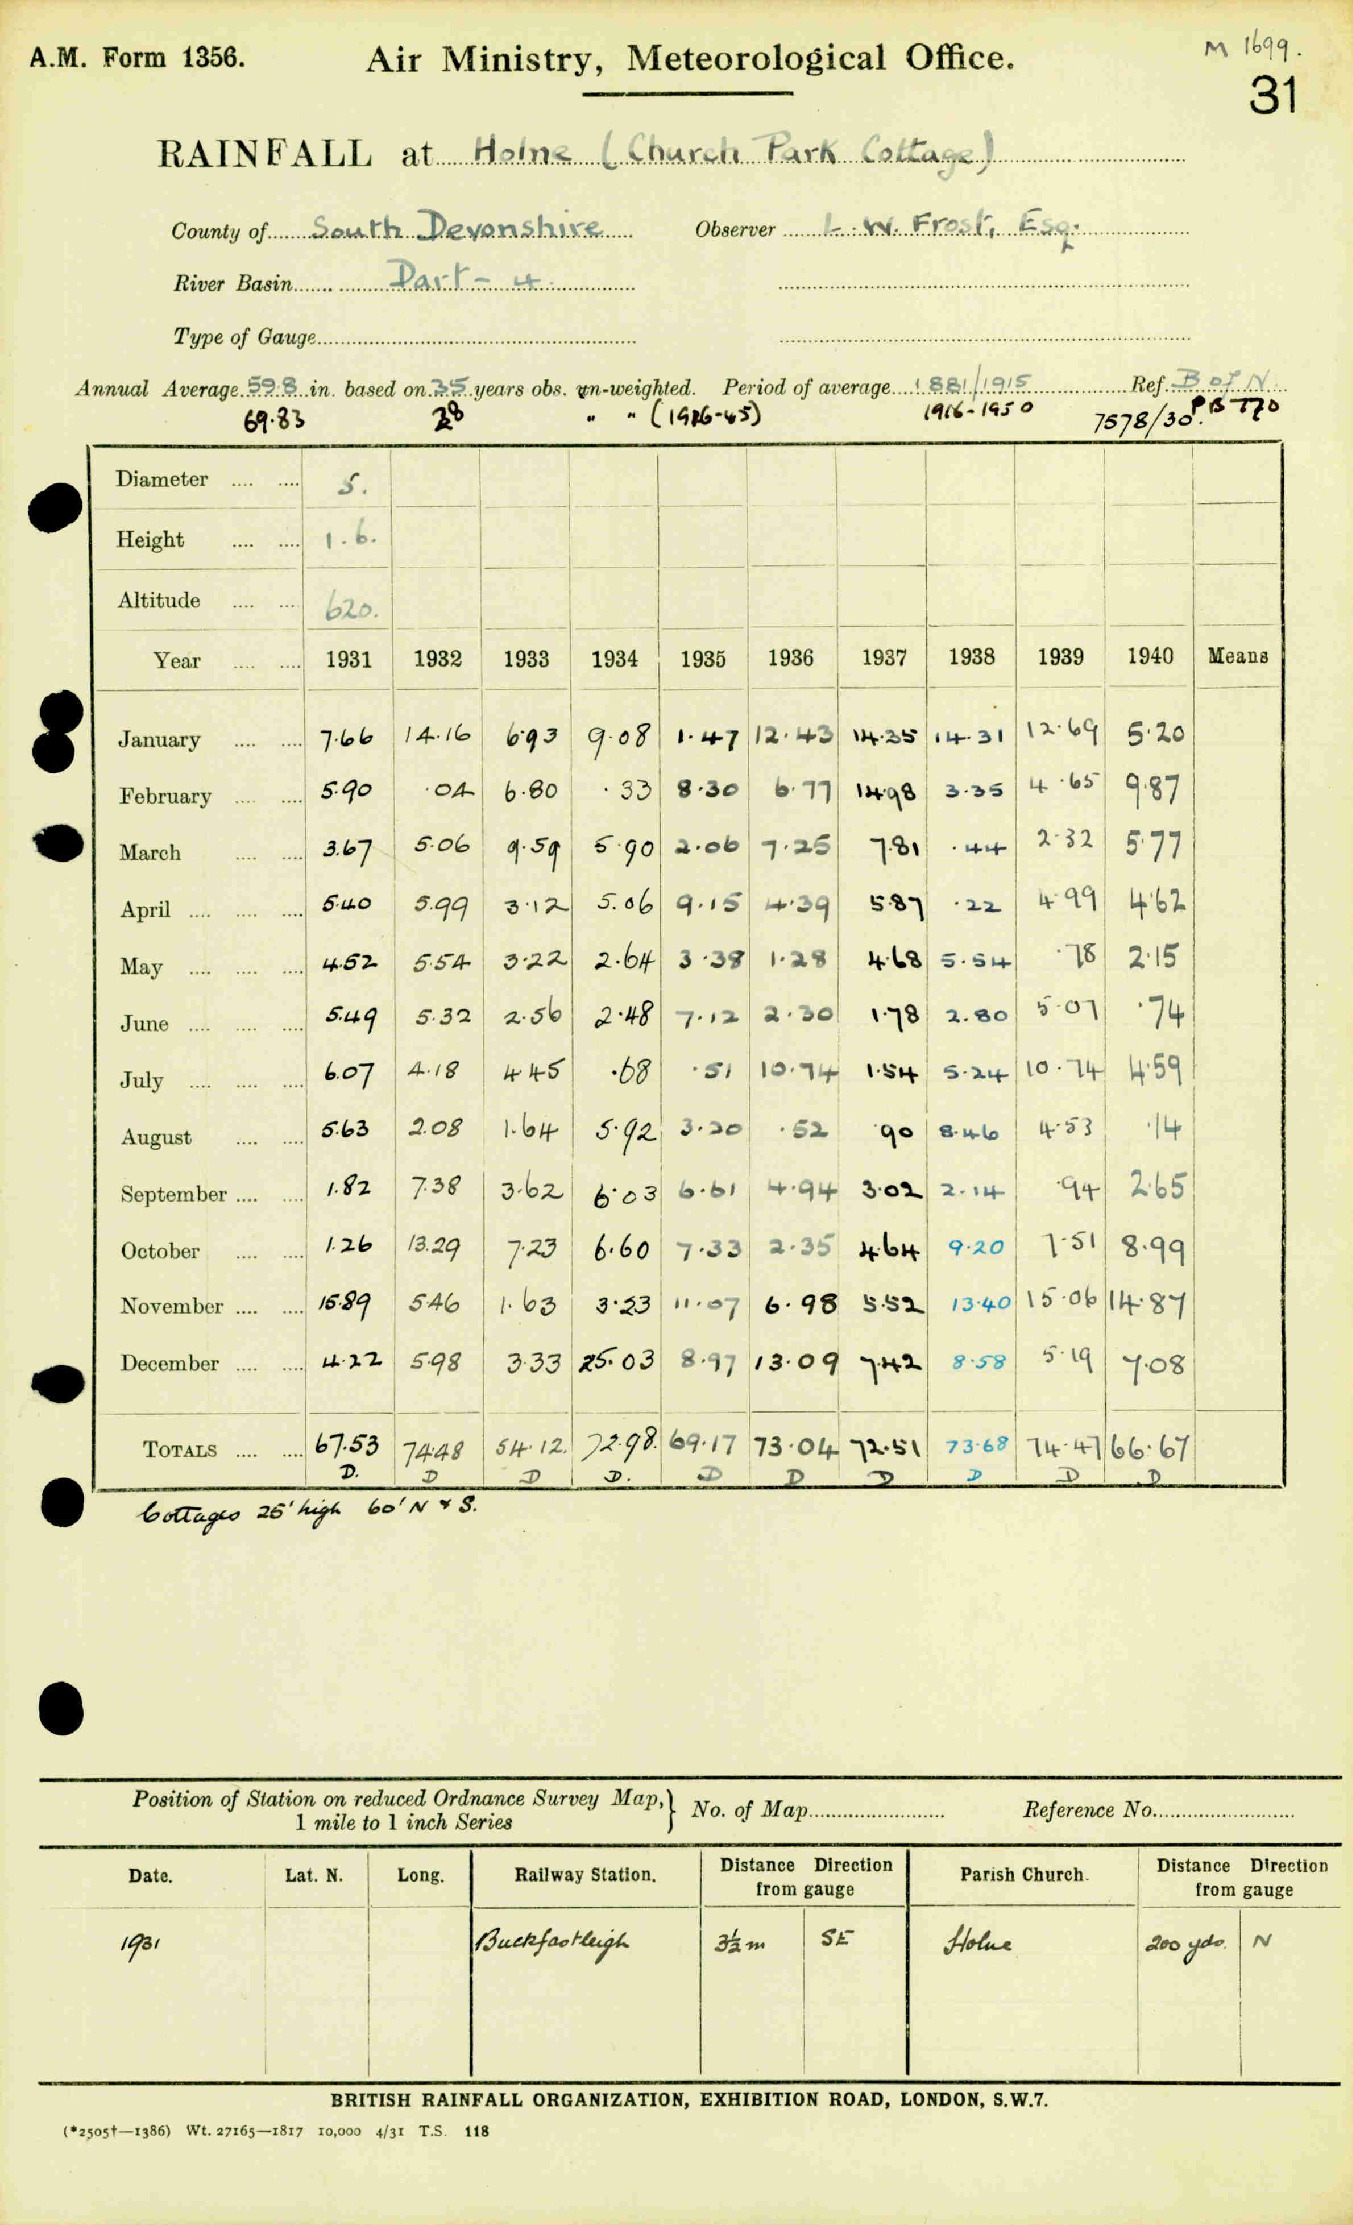 A.M. Form 1356. Air Ministry, Meteorological Office. M 1699.
31
RAINFALL at Holne (Church Park Cottage)
County of South Devonshire Observer L. W. Frost, Esq.
River Basin Dart - 4.
Type of Gauge
Annual Average 59.8 in. based on 35 years obs. un-weighted. Period of average 1881/1915 Ref. B of N.
69.83 28 " " (1916-45) 1916-1950 7578/30. PB T70
Diameter 5.
Height 1.6.
Altitude 620.
Year 1931 1932 1933 1934 1935 1936 1937 1938 1939 1940 Means
January 7.66 14.16 6.93 9.08 1.47 12.43 14.35 14.31 12.69 5.20
February 5.90 .04 6.80 .33 8.30 6.77 14.98 3.35 4.65 9.87
March 3.67 5.06 9.59 5.90 2.06 7.25 7.81 .44 2.32 5.77
April 5.40 5.99 3.12 5.06 9.15 4.39 5.87 .22 4.99 4.62
May 4.52 5.54 3.22 2.64 3.38 1.28 4.68 5.54 .78 2.15
June 5.49 5.32 2.56 2.48 7.12 2.30 1.78 2.80 5.07 .74
July 6.07 4.18 4.45 .68 .51 10.74 1.54 5.24 10.74 4.59
August 5.63 2.08 1.64 5.92 3.20 .52 .90 8.46 4.53 .14
September 1.82 7.38 3.62 6.03 6.61 4.94 3.02 2.14 .94 2.65
October 1.26 13.29 7.23 6.60 7.33 2.35 4.64 9.20 7.51 8.99
November 15.89 5.46 1.63 3.23 11.07 6.98 5.52 13.40 15.06 14.87
December 4.22 5.98 3.33 25.03 8.97 13.09 7.42 8.58 5.19 7.08
TOTALS 67.53 74.48 54.12. 72.98. 69.17 73.04 72.51 73.68 74.47 66.67
D. D D D. D D D D D D
Cottages 25' high 60' N & S.
Position of Station on reduced Ordnance Survey Map, 1 mile to 1 inch Series } No. of Map Reference No.
Date. Lat. N. Long. Railway Station. Distance Direction from gauge Parish Church. Distance Direction from gauge
1931 Buckfastleigh 3½ m SE Holne 200 yds. N
BRITISH RAINFALL ORGANIZATION, EXHIBITION ROAD, LONDON, S.W.7.
(*2505†—1386) Wt. 27165—1817 10,000 4/31 T.S. 118